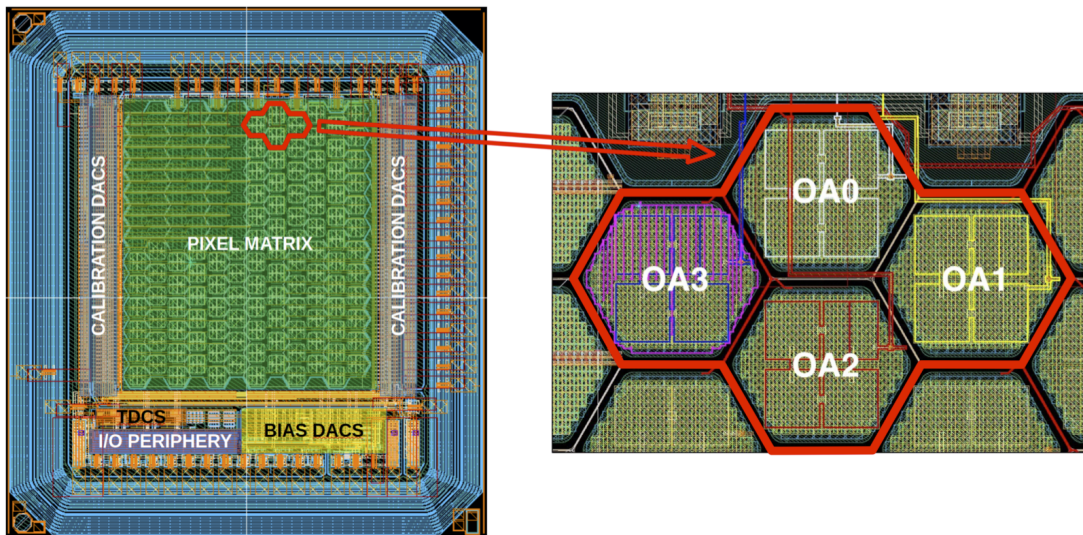 CALIBRATION DACS
PIXEL MATRIX
CALIBRATION DACS
TDCS
I/O PERIPHERY
BIAS DACS
OA0
OA3
OA1
OA2